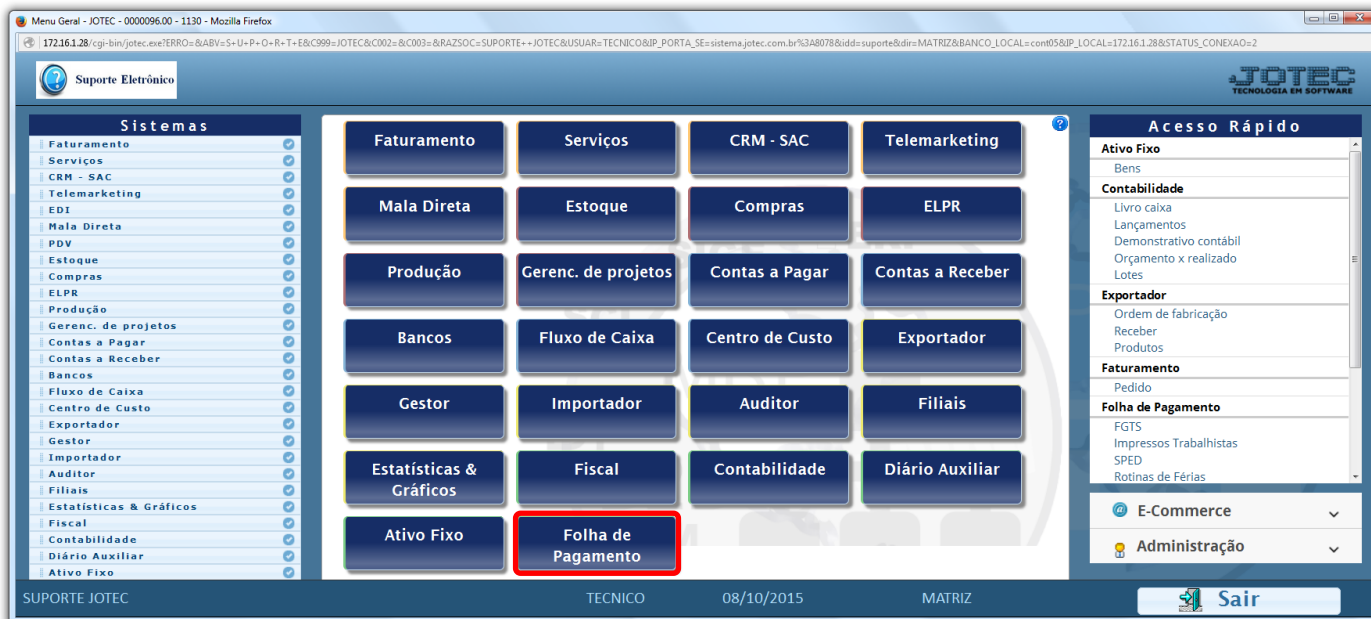 Menu Geral - JOTEC - 0000096.00 - 1130 - Mozilla Firefox
172.16.1.28/cgi-bin/jotec.exe?ERRO=&ABV=S+U+P+O+R+T+E&C999=JOTEC&C002=&C003=&RAZSOC=SUPORTE++JOTEC&USUAR=TECNICO&IP_PORTA_SE=sistema.jotec.com.br%3A8078&idd=suporte&dir=MATRIZ&BANCO_LOCAL=cont05&IP_LOCAL=172.16.1.28&STATUS_CONEXAO=2
Suporte Eletrônico
JOTEC
TECNOLOGIA EM SOFTWARE
Sistemas
Faturamento
Serviços
CRM - SAC
Telemarketing
EDI
Mala Direta
PDV
Estoque
Compras
ELPR
Produção
Gerenc. de projetos
Contas a Pagar
Contas a Receber
Bancos
Fluxo de Caixa
Centro de Custo
Exportador
Gestor
Importador
Auditor
Filiais
Estatísticas & Gráficos
Fiscal
Contabilidade
Diário Auxiliar
Ativo Fixo
Faturamento
Serviços
CRM - SAC
Telemarketing
Mala Direta
Estoque
Compras
ELPR
Produção
Gerenc. de projetos
Contas a Pagar
Contas a Receber
Bancos
Fluxo de Caixa
Centro de Custo
Exportador
Gestor
Importador
Auditor
Filiais
Estatísticas &
Gráficos
Fiscal
Contabilidade
Diário Auxiliar
Ativo Fixo
Folha de
Pagamento
Acesso Rápido
Ativo Fixo
Bens
Contabilidade
Livro caixa
Lançamentos
Demonstrativo contábil
Orçamento x realizado
Lotes
Exportador
Ordem de fabricação
Receber
Produtos
Faturamento
Pedido
Folha de Pagamento
FGTS
Impressos Trabalhistas
SPED
Rotinas de Férias
E-Commerce
Administração
SUPORTE JOTEC
TECNICO
08/10/2015
MATRIZ
Sair